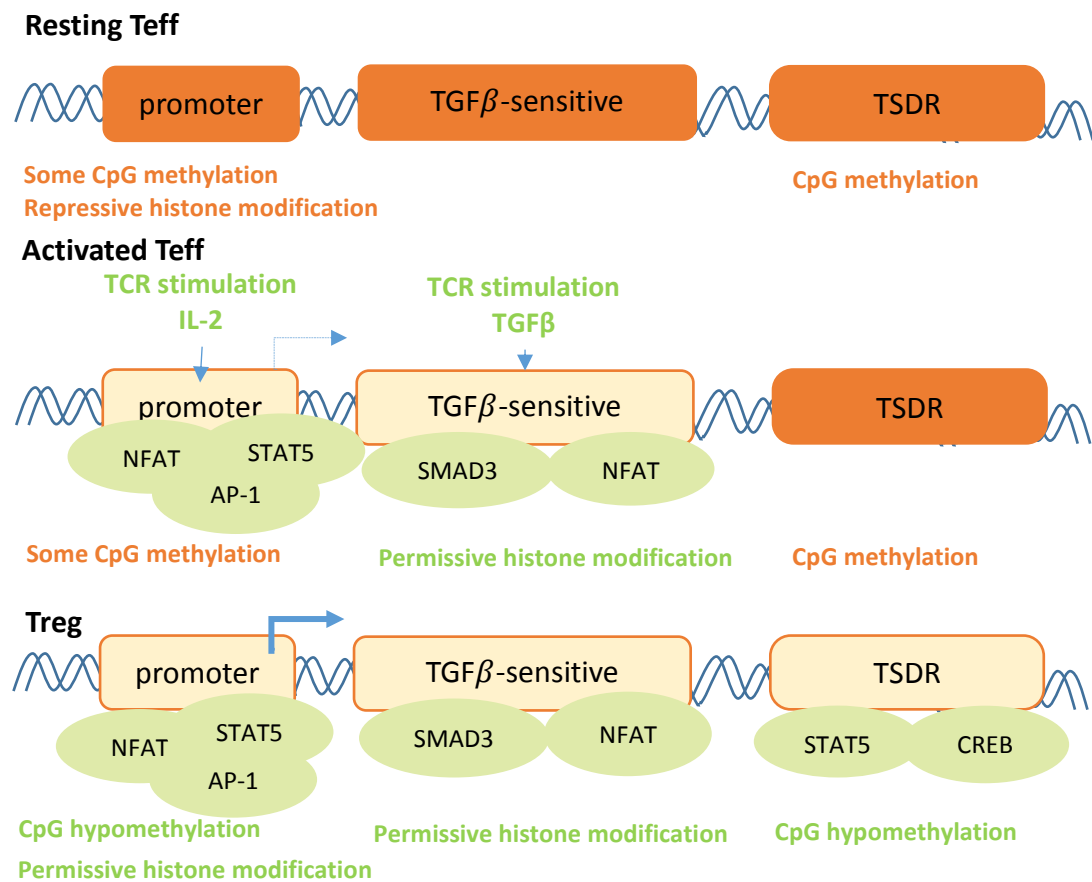 Resting Teff
promoter
TGFβ-sensitive
TSDR
Some CpG methylation
Repressive histone modification
CpG methylation
Activated Teff
TCR stimulation
IL-2
TCR stimulation
TGFβ
promoter
TGFβ-sensitive
TSDR
NFAT
STAT5
AP-1
SMAD3
NFAT
Some CpG methylation
Permissive histone modification
CpG methylation
Treg
promoter
TGFβ-sensitive
TSDR
NFAT
STAT5
AP-1
SMAD3
NFAT
STAT5
CREB
CpG hypomethylation
Permissive histone modification
Permissive histone modification
CpG hypomethylation